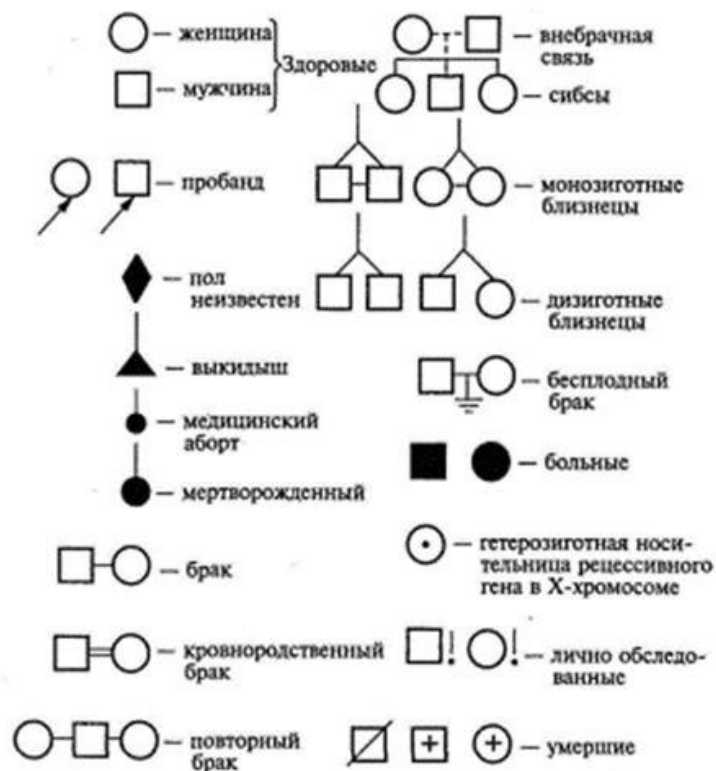 — женщина
— мужчина
Здоровые
— пробанд
— пол
неизвестен
— выкидыш
— медицинский
аборт
— мертворожденный
— брак
— кровнородственный
брак
— повторный
брак
— внебрачная
связь
— сибсы
— монозиготные
близнецы
— дизиготные
близнецы
— бесплодный
брак
— больные
— гетерозиготная носи-
тельница рецессивного
гена в X-хромосоме
! ! — лично обследо-
ванные
+ + — умершие